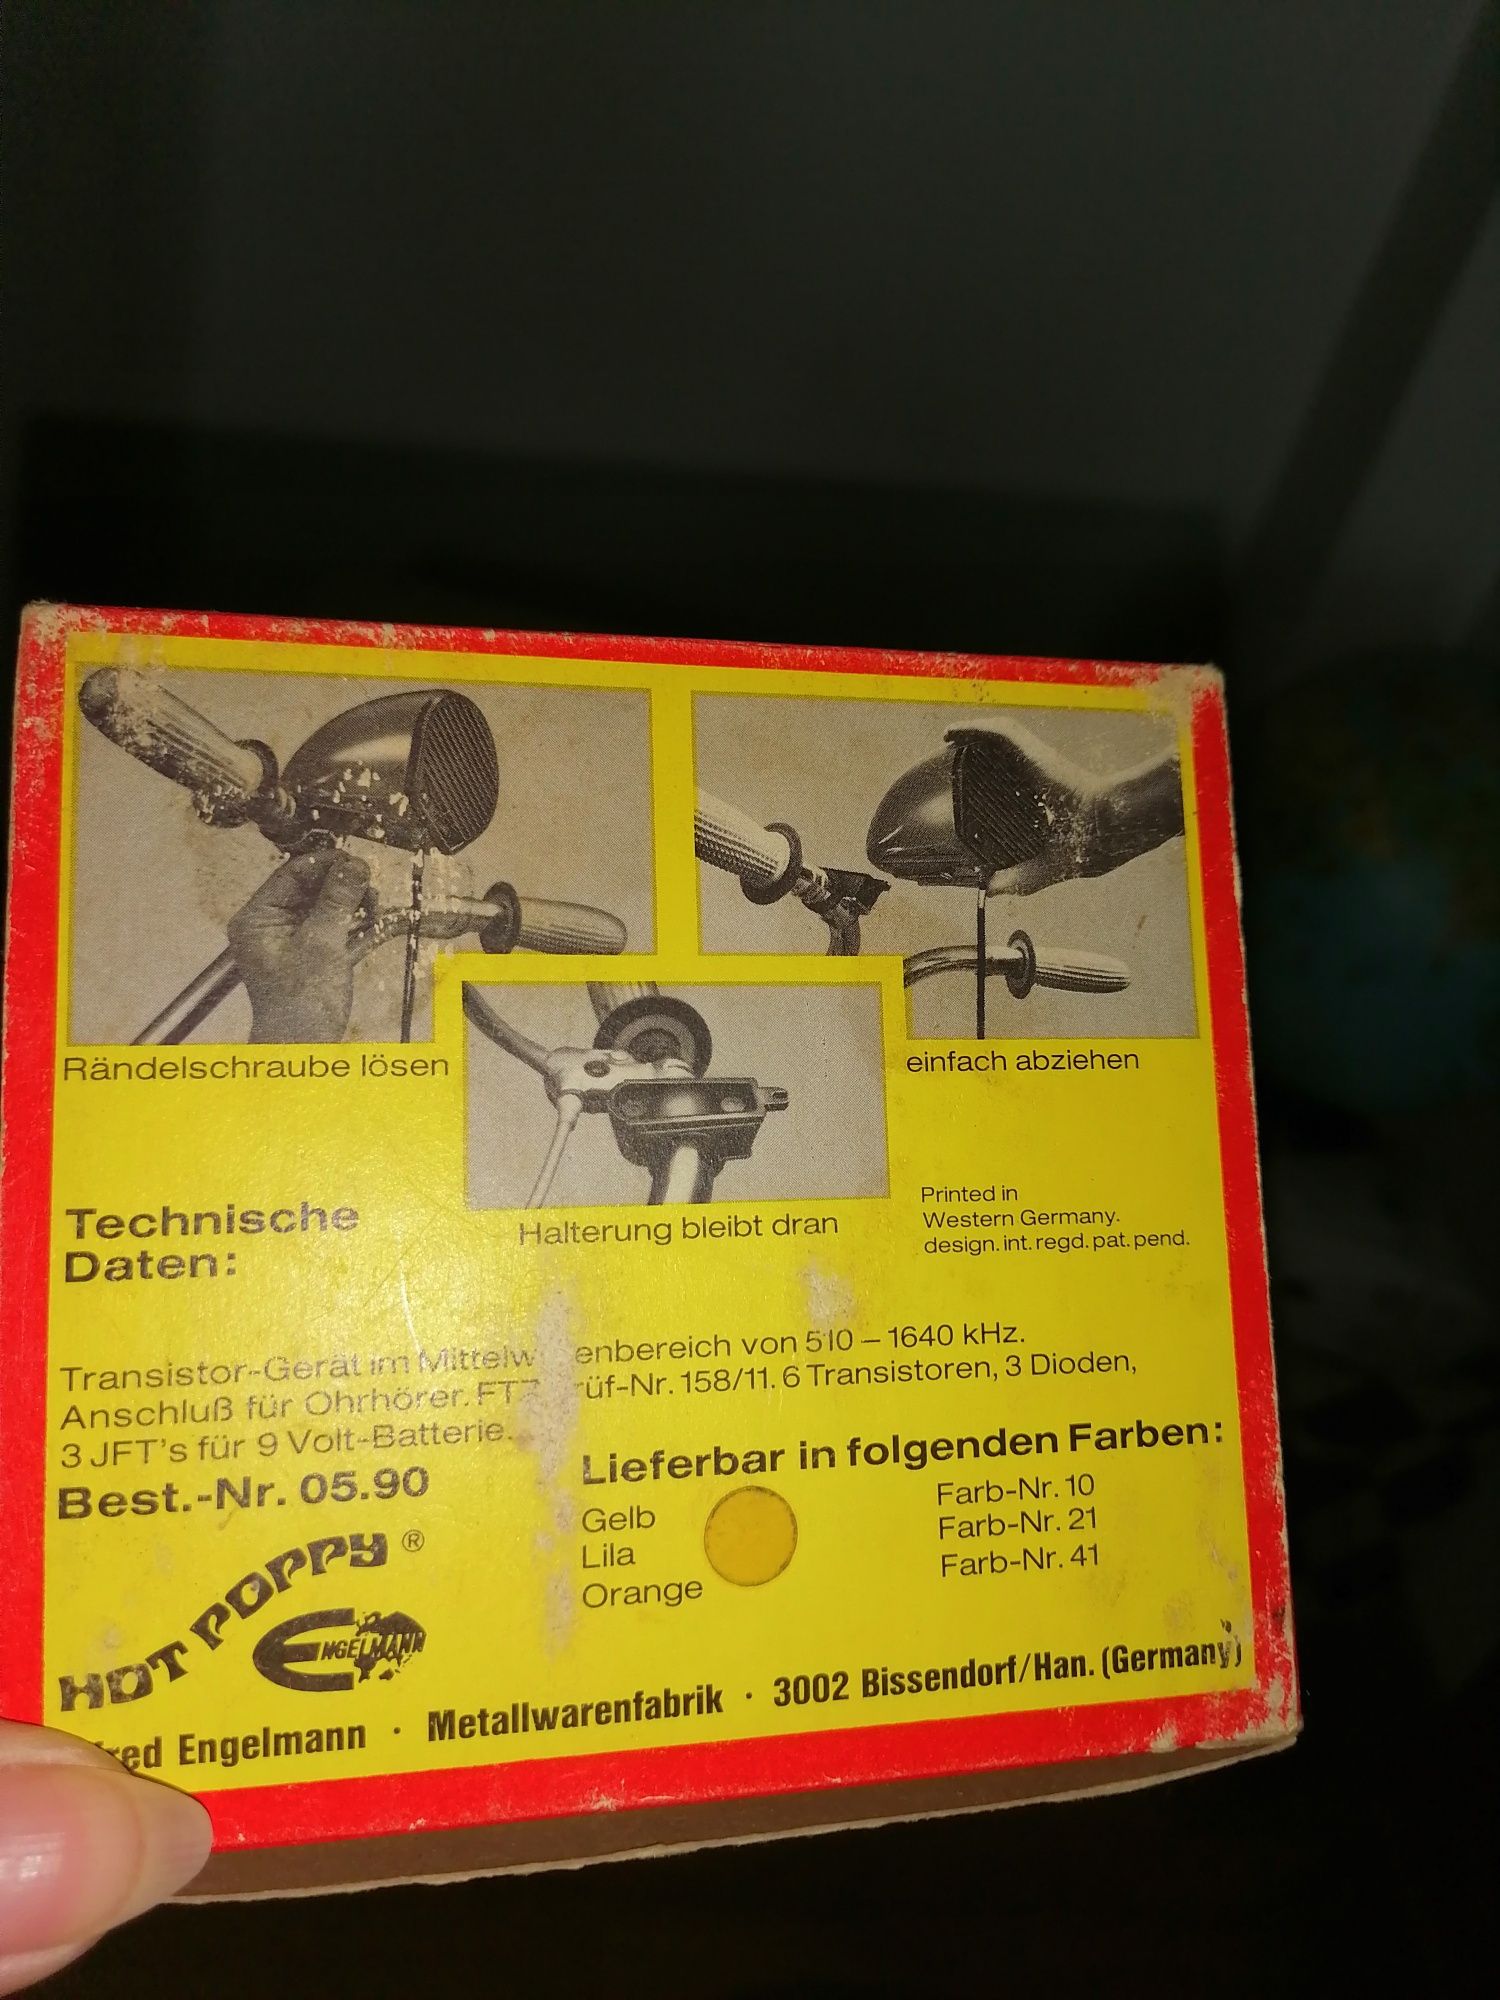 Rändelschraube lösen
einfach abziehen
Halterung bleibt dran
Printed in
Western Germany.
design. int. regd. pat. pend.
Technische
Daten:
Transistor-Gerät im Mittelw enbereich von 510 – 1640 kHz.
Anschluß für Ohrhörer. FTZ rüf-Nr. 158/11. 6 Transistoren, 3 Dioden,
3 JFT's für 9 Volt-Batterie.
Best.-Nr. 05.90
Lieferbar in folgenden Farben:
Gelb Farb-Nr. 10
Lila Farb-Nr. 21
Orange Farb-Nr. 41
HOT POPPY ®
ENGELMANN
red Engelmann · Metallwarenfabrik · 3002 Bissendorf/Han. (Germany)